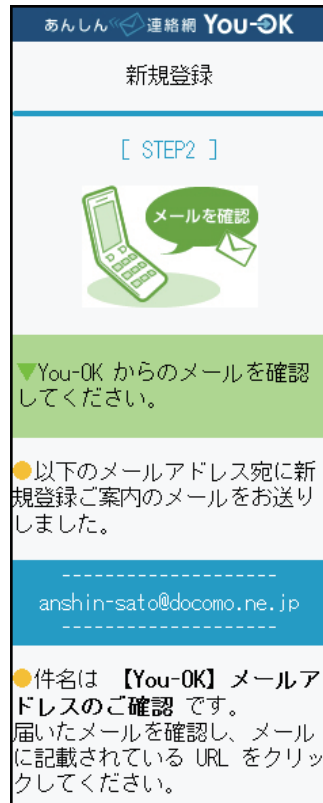 あんしん連絡網 You-OK
新規登録
[ STEP2 ]
メールを確認
▼You-OK からのメールを確認
してください。
●以下のメールアドレス宛に新
規登録ご案内のメールをお送り
しました。
--------------------
anshin-sato@docomo.ne.jp
--------------------
●件名は 【You-OK】メールア
ドレスのご確認 です。
届いたメールを確認し、メール
に記載されている URL をクリッ
クしてください。